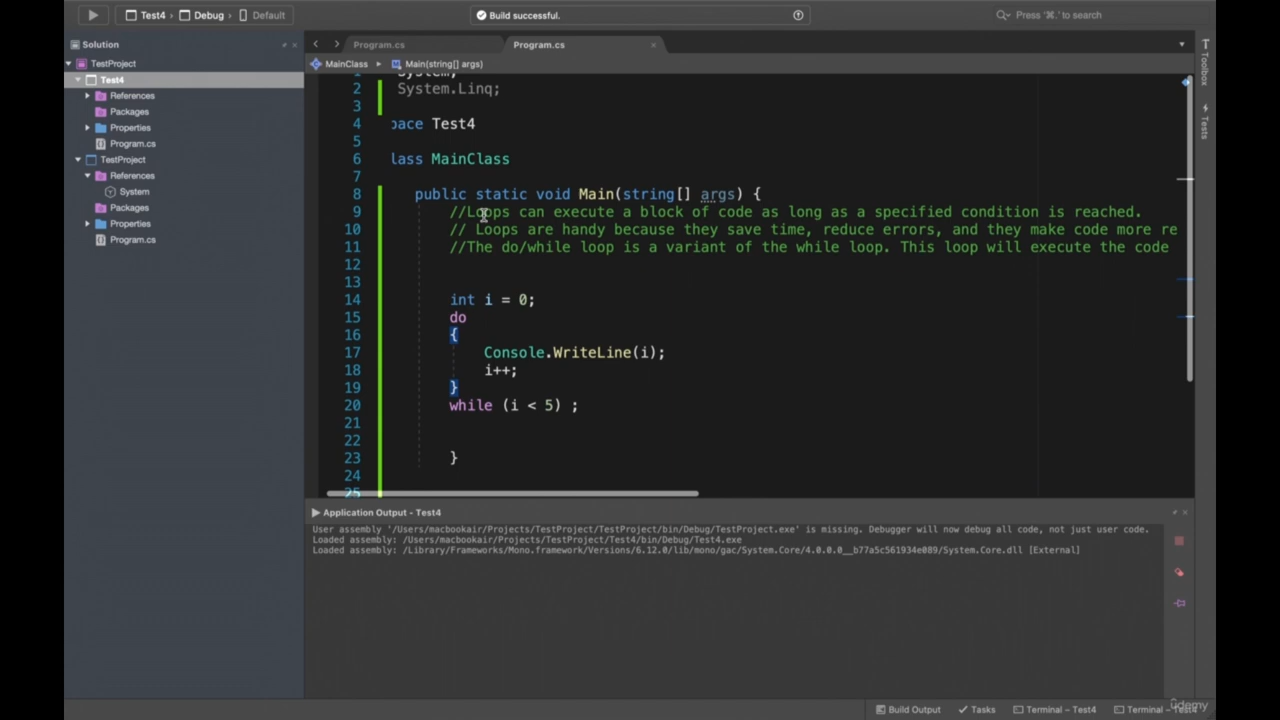 Test4 › Debug › Default
Build successful.
Press '⌘.' to search
Solution
TestProject
Test4
References
Packages
Properties
Program.cs
TestProject
References
System
Packages
Properties
Program.cs
Program.cs
Program.cs
MainClass
Main(string[] args)
1 System;
2 System.Linq;
3
4 pace Test4
5
6 lass MainClass
7
8 public static void Main(string[] args) {
9 //Loops can execute a block of code as long as a specified condition is reached.
10 // Loops are handy because they save time, reduce errors, and they make code more re
11 //The do/while loop is a variant of the while loop. This loop will execute the code
12
13
14 int i = 0;
15 do
16 {
17 Console.WriteLine(i);
18 i++;
19 }
20 while (i < 5) ;
21
22
23 }
24
25
Application Output - Test4
User assembly '/Users/macbookair/Projects/TestProject/TestProject/bin/Debug/TestProject.exe' is missing. Debugger will now debug all code, not just user code.
Loaded assembly: /Users/macbookair/Projects/TestProject/Test4/bin/Debug/Test4.exe
Loaded assembly: /Library/Frameworks/Mono.framework/Versions/6.12.0/lib/mono/gac/System.Core/4.0.0.0__b77a5c561934e089/System.Core.dll [External]
Toolbox
Tests
Build Output
Tasks
Terminal – Test4
Terminal – Test4
udemy